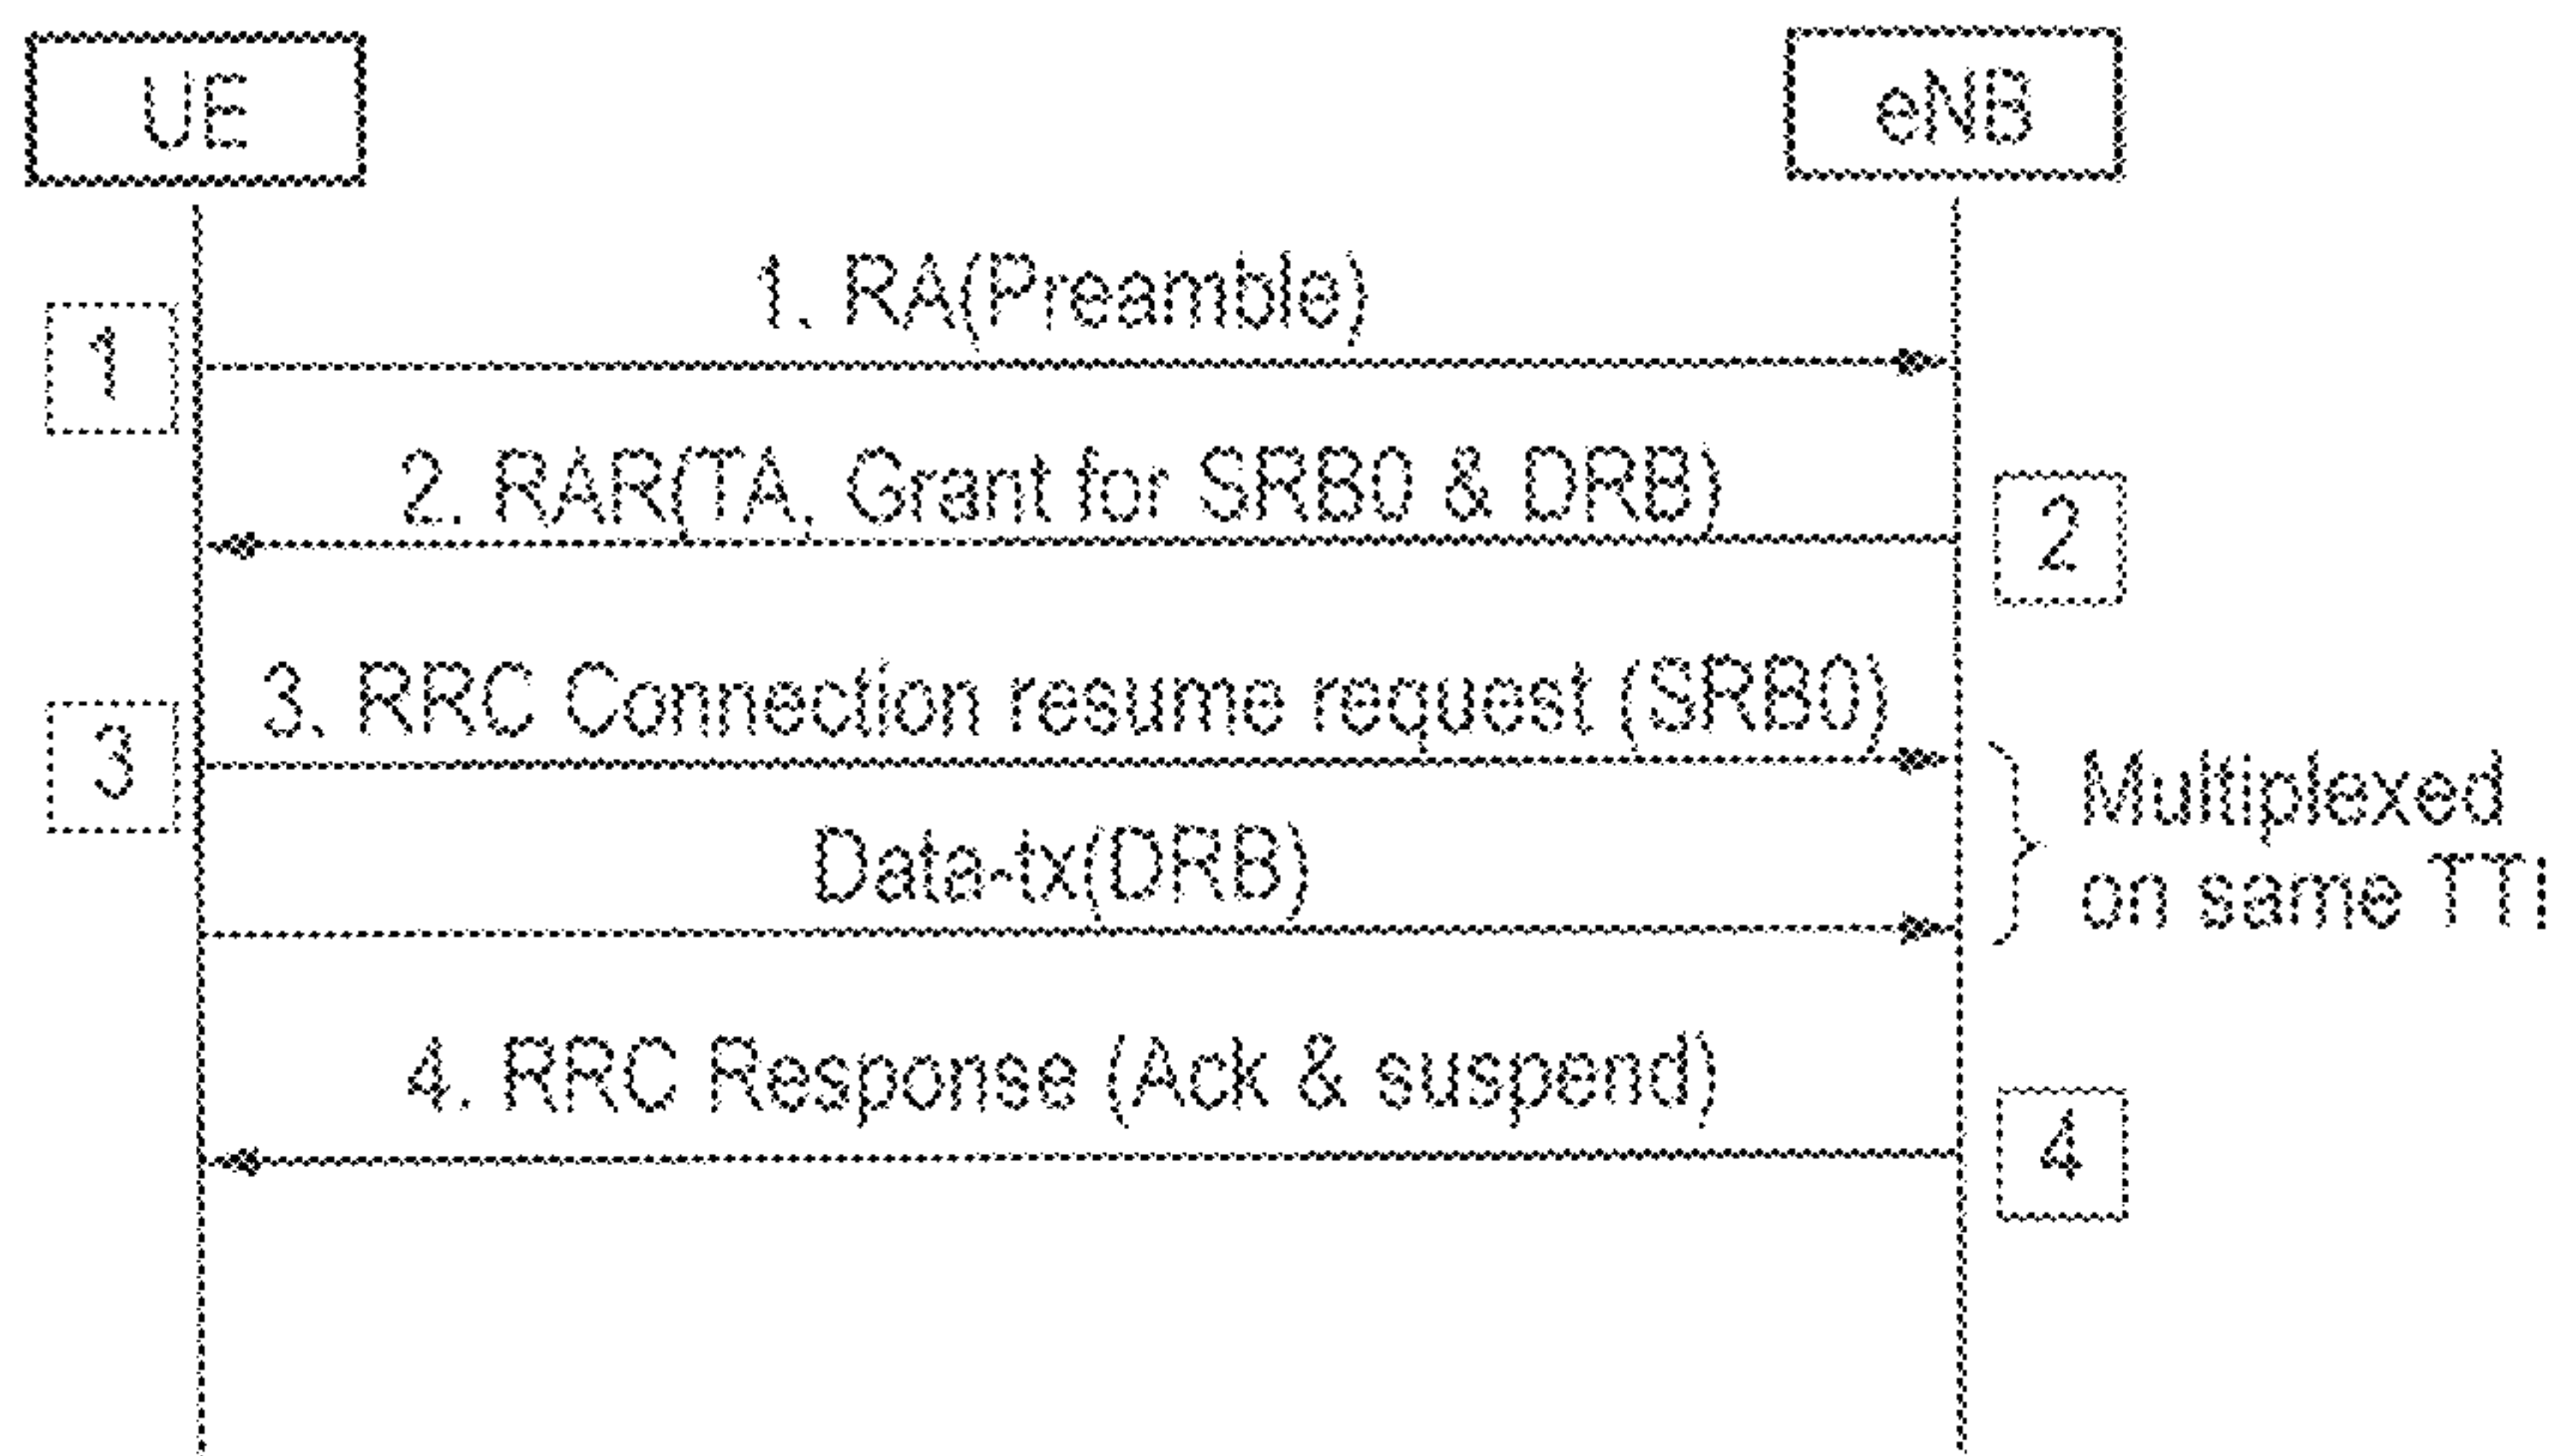 UE
eNB
1. RA(Preamble)
1
2. RAR(TA, Grant for SRB0 & DRB)
2
3. RRC Connection resume request (SRB0)
3
Multiplexed
on same TTI
Data-tx(DRB)
4. RRC Response (Ack & suspend)
4